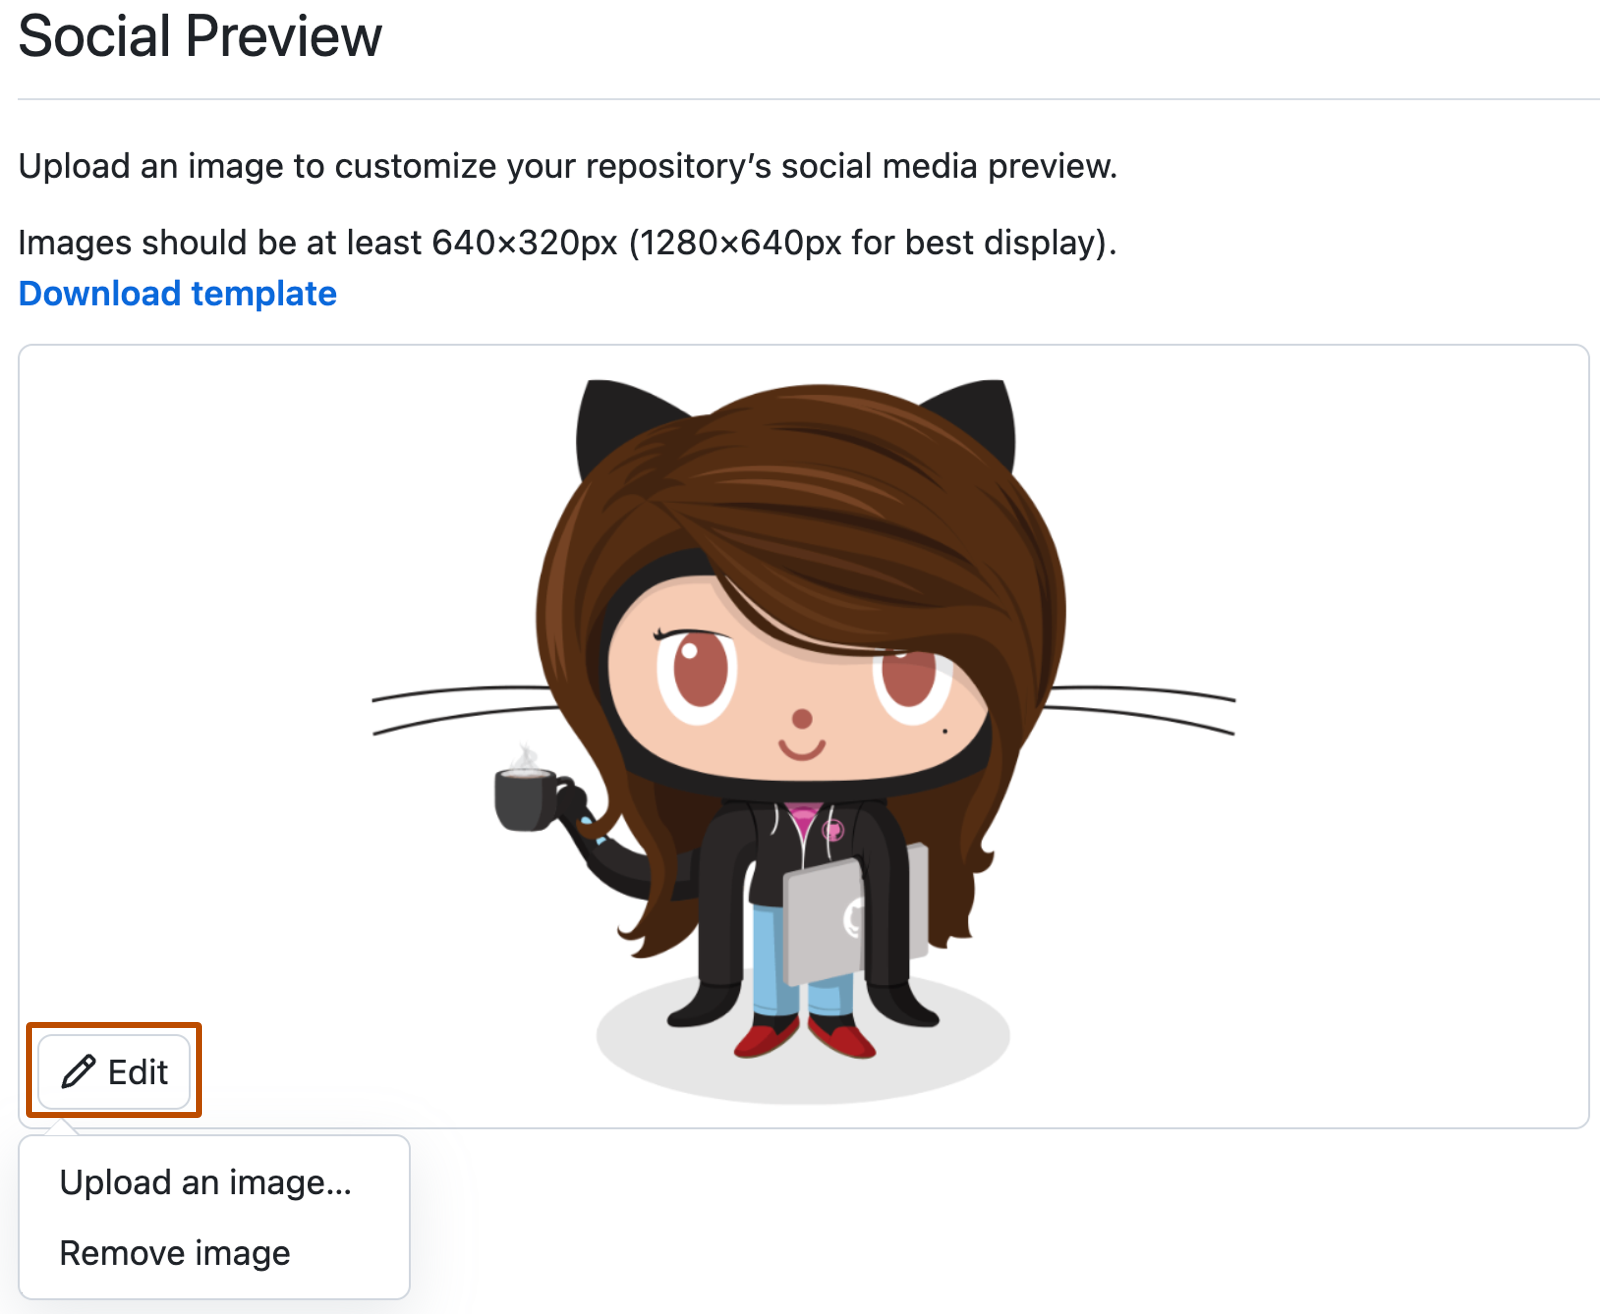 Social Preview
Upload an image to customize your repository’s social media preview.
Images should be at least 640×320px (1280×640px for best display).
Download template
Edit
Upload an image...
Remove image